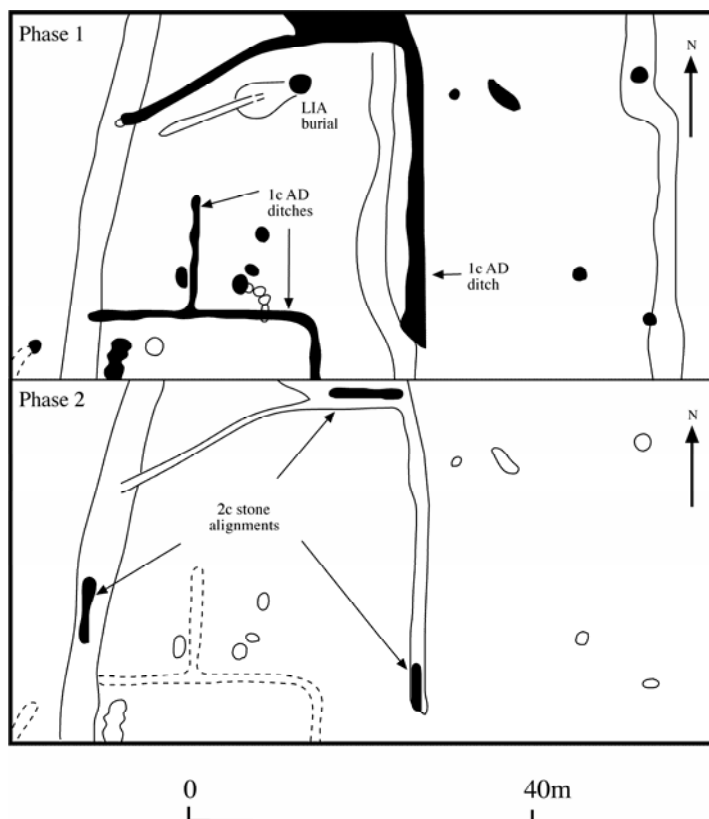 Phase 1
N
LIA
burial
1c AD
ditches
1c AD
ditch
Phase 2
N
2c stone
alignments
0
40m